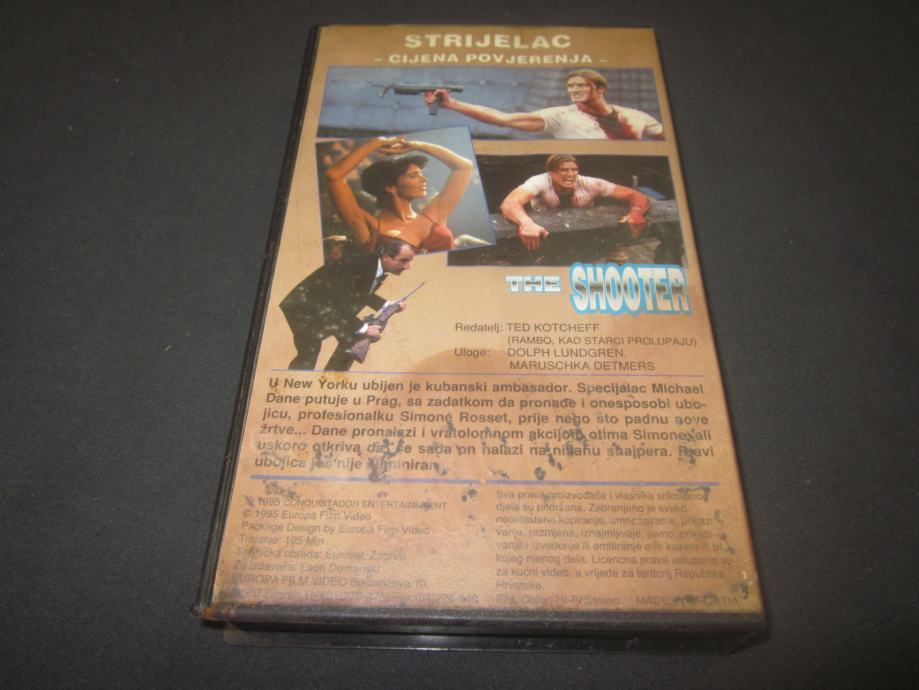 STRIJELAC
- CIJENA POVJERENJA -
THE SHOOTER
Redatelj: TED KOTCHEFF
(RAMBO, KAD STARCI PROLUPAJU)
Uloge: DOLPH LUNDGREN,
MARUSCHKA DETMERS
U New Yorku ubijen je kubanski ambasador. Specijalac Michael
Dane putuje u Prag, sa zadatkom da pronađe i onesposobi ubo-
jicu, profesionalku Simone Rosset, prije nego što padnu nove
žrtve... Dane pronalazi i vratolomnom akcijom otima Simone, ali
uskoro otkriva da se sada on nalazi na nišanu snajpera. Pravi
ubojica još nije eliminiran.
© 1995 CONQUISTADOR ENTERTAINEMENT
© 1995 Europa Film Video
Package Design by Europa Film Video
Trajanje: 105 Min
Tehnička obrada: Euroval, Zagreb
Za izdavača: Leon Domanski
EUROPA FILM VIDEO 10,
Zagreb
Sva prava proizvođača i vlasnika snimljenog
djela su pridržana. Zabranjeno je svako
neovlašteno kopiranje, umnožavanje, prikazi-
vanje, razmjena, iznajmljivanje, javno prikazi-
vanje i izvođenje ili emitiranje ove kazete ili bilo
kojeg njenog dela. Licencna prava ustupana su
za kućni video, a vrijede za teritorij Republike
Hrvatske.
Color Hi-Fi Stereo MADE IN CROATIA